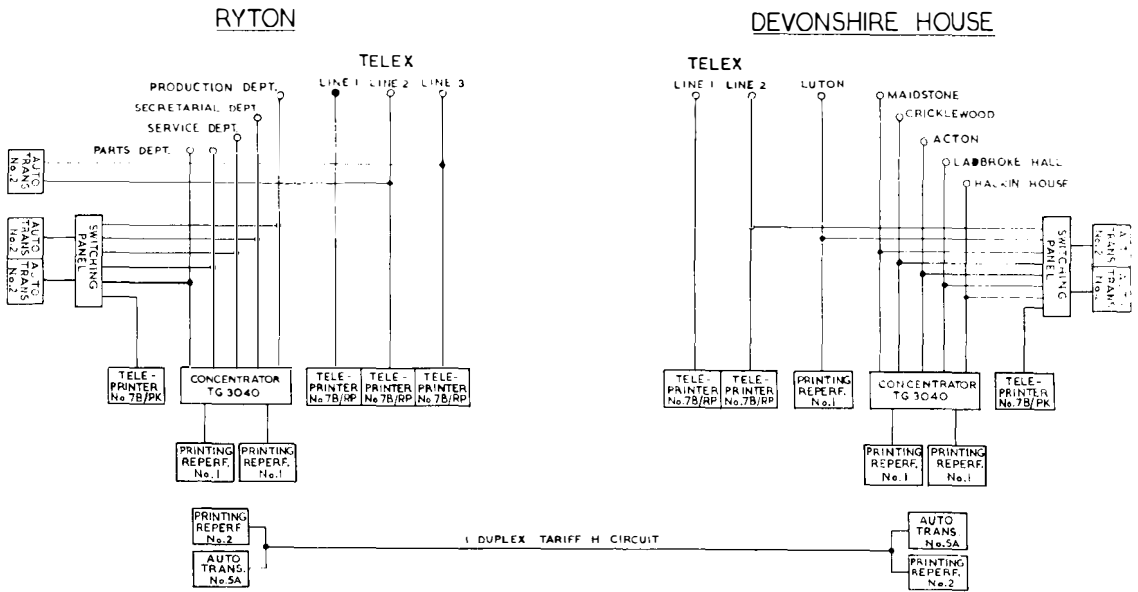 RYTON
DEVONSHIRE HOUSE
TELEX
LINE 1 LINE 2 LINE 3
PRODUCTION DEPT.
SECRETARIAL DEPT
SERVICE DEPT.
PARTS DEPT.
AUTO
TRANS
No.2
AUTO
TRANS
No.2
AUTO
TRANS
No.2
SWITCHING
PANEL
TELE-
PRINTER
No.7B/PK
CONCENTRATOR
TG 3040
TELE-
PRINTER
No.7B/RP
TELE-
PRINTER
No.7B/RP
TELE-
PRINTER
No.7B/RP
PRINTING
REPERF.
No.1
PRINTING
REPERF.
No.1
TELEX
LINE 1 LINE 2
LUTON
MAIDSTONE
CRICKLEWOOD
ACTON
LADBROKE HALL
HALKIN HOUSE
SWITCHING
PANEL
TRANS
No.2
TRANS
TELE-
PRINTER
No.7B/RP
TELE-
PRINTER
No.7B/RP
PRINTING
REPERF.
No.1
CONCENTRATOR
TG 3040
TELE-
PRINTER
No.7B/PK
PRINTING
REPERF.
No.1
PRINTING
REPERF.
No.1
PRINTING
REPERF
No.2
AUTO
TRANS.
No.5A
1 DUPLEX TARIFF H CIRCUIT
AUTO
TRANS.
No.5A
PRINTING
REPERF.
No.2